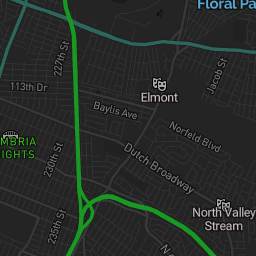 Floral Pa
227th St
Jacob St
113th Dr
Elmont
Baylis Ave
Norfeld Blvd
MBRIA
IGHTS
Dutch Broadway
230th St
North Valley
Stream
235th St
N C